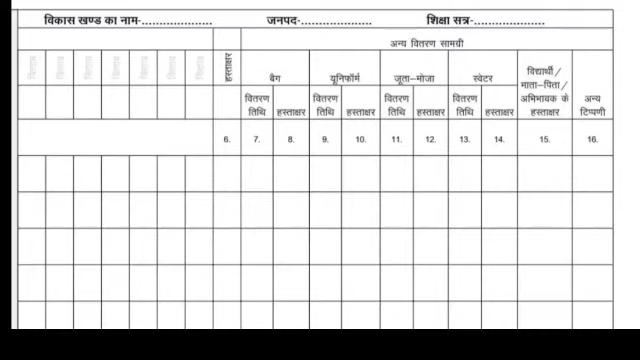 विकास खण्ड का नाम-.................... जनपद-.................... शिक्षा सत्र-....................
अन्य वितरण सामग्री
किताब किताब किताब किताब किताब किताब किताब हस्ताक्षर बैग यूनिफॉर्म जूता–मोजा स्वेटर विद्यार्थी/
माता–पिता/
अभिभावक के
हस्ताक्षर
अन्य
टिप्पणी
वितरण तिथि हस्ताक्षर वितरण तिथि हस्ताक्षर वितरण तिथि हस्ताक्षर वितरण तिथि हस्ताक्षर
6. 7. 8. 9. 10. 11. 12. 13. 14. 15. 16.